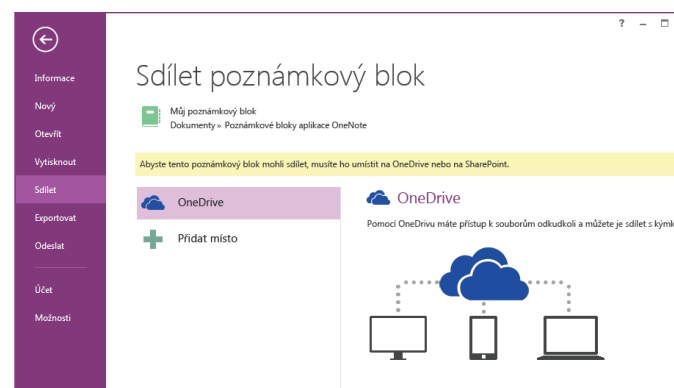 ?
Informace
Nový
Otevřít
Vytisknout
Sdílet
Exportovat
Odeslat
Účet
Možnosti
Sdílet poznámkový blok
Můj poznámkový blok
Dokumenty » Poznámkové bloky aplikace OneNote
Abyste tento poznámkový blok mohli sdílet, musíte ho umístit na OneDrive nebo na SharePoint.
OneDrive
Přidat místo
OneDrive
Pomocí OneDrivu máte přístup k souborům odkudkoli a můžete je sdílet s